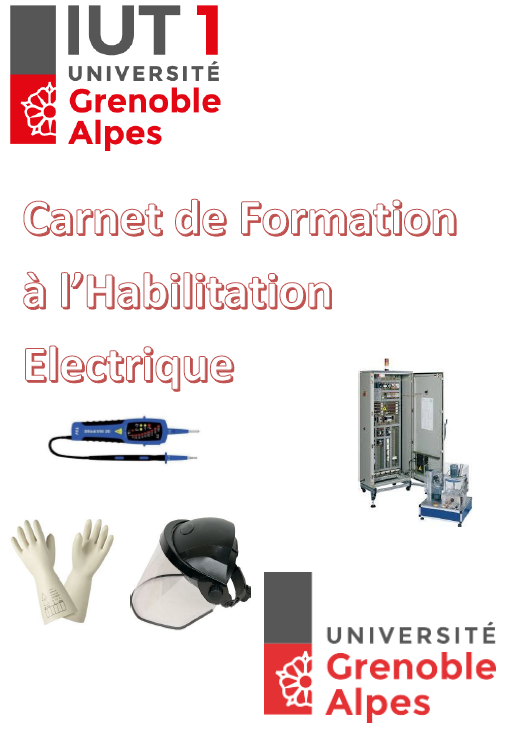 IUT 1
UNIVERSITÉ
Grenoble
Alpes
Carnet de Formation
à l’Habilitation
Electrique
UNIVERSITÉ
Grenoble
Alpes